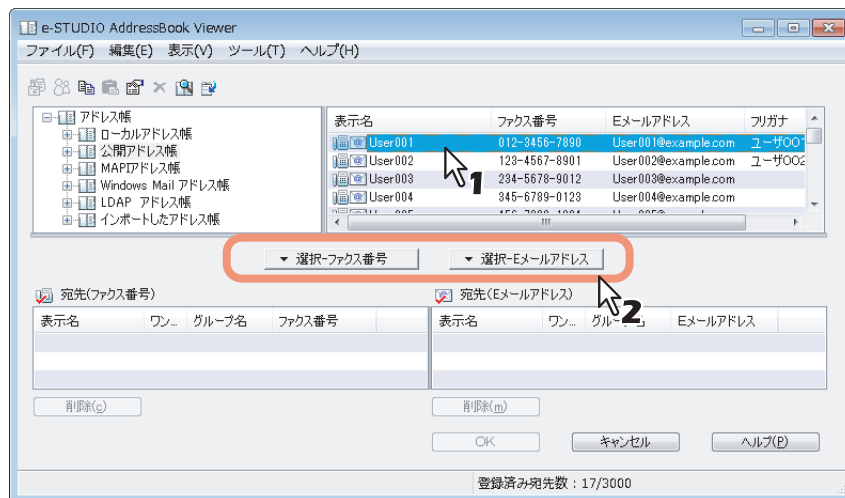 e-STUDIO AddressBook Viewer
ファイル(F) 編集(E) 表示(V) ツール(T) ヘルプ(H)
アドレス帳
ローカルアドレス帳
公開アドレス帳
MAPIアドレス帳
Windows Mail アドレス帳
LDAP アドレス帳
インポートしたアドレス帳
表示名 ファクス番号 Eメールアドレス フリガナ
User001 012-3456-7890 User001@example.com ユーザ001
User002 123-4567-8901 User002@example.com ユーザ002
User003 234-5678-9012 User003@example.com
User004 345-6789-0123 User004@example.com
1
選択-ファクス番号 選択-Eメールアドレス
2
宛先(ファクス番号) 宛先(Eメールアドレス)
表示名 ワン... グループ名 ファクス番号 表示名 ワン... Eメールアドレス
削除(c) 削除(m)
OK キャンセル ヘルプ(P)
登録済み宛先数：17/3000